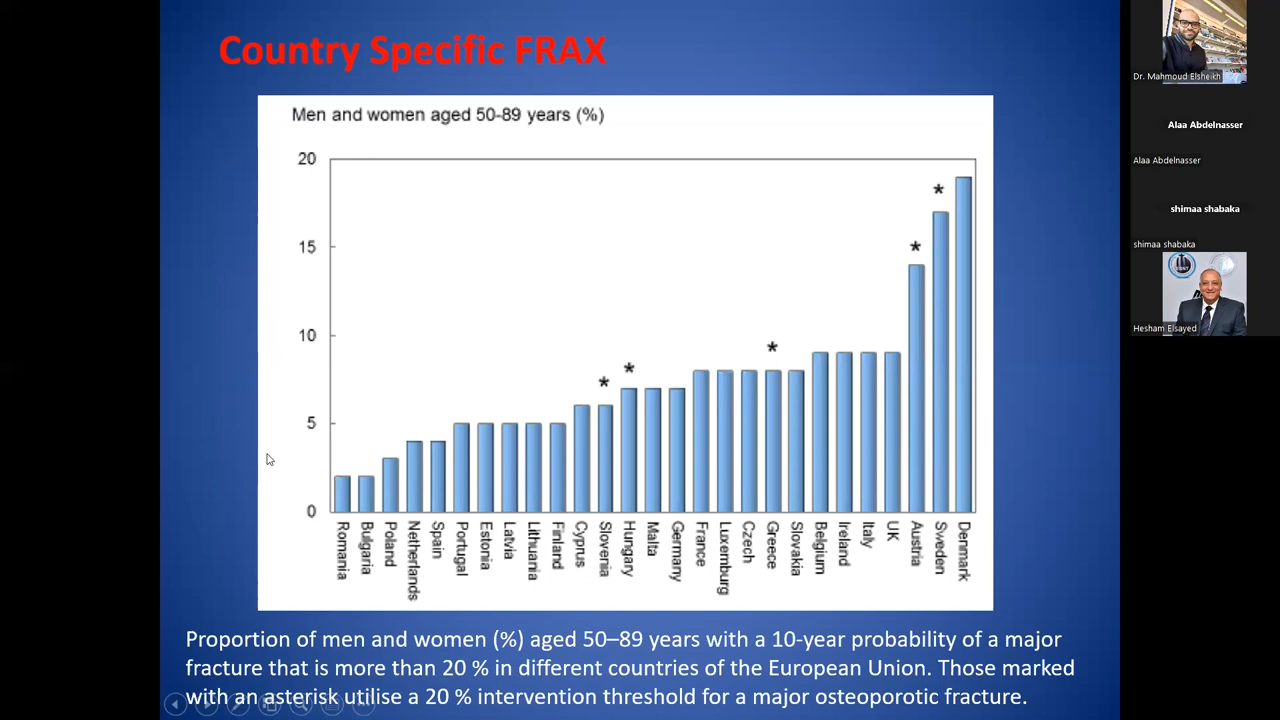 Country Specific FRAX
Men and women aged 50-89 years (%)
20
15
10
5
0
*
*
*
*
*
Romania
Bulgaria
Poland
Netherlands
Spain
Portugal
Estonia
Latvia
Lithuania
Finland
Cyprus
Slovenia
Hungary
Malta
Germany
France
Luxemburg
Czech
Greece
Slovakia
Belgium
Ireland
Italy
UK
Austria
Sweden
Denmark
Proportion of men and women (%) aged 50–89 years with a 10-year probability of a major
fracture that is more than 20 % in different countries of the European Union. Those marked
with an asterisk utilise a 20 % intervention threshold for a major osteoporotic fracture.
Dr. Mahmoud Elsheikh
Alaa Abdelnasser
Alaa Abdelnasser
shimaa shabaka
shimaa shabaka
Hesham Elsayed